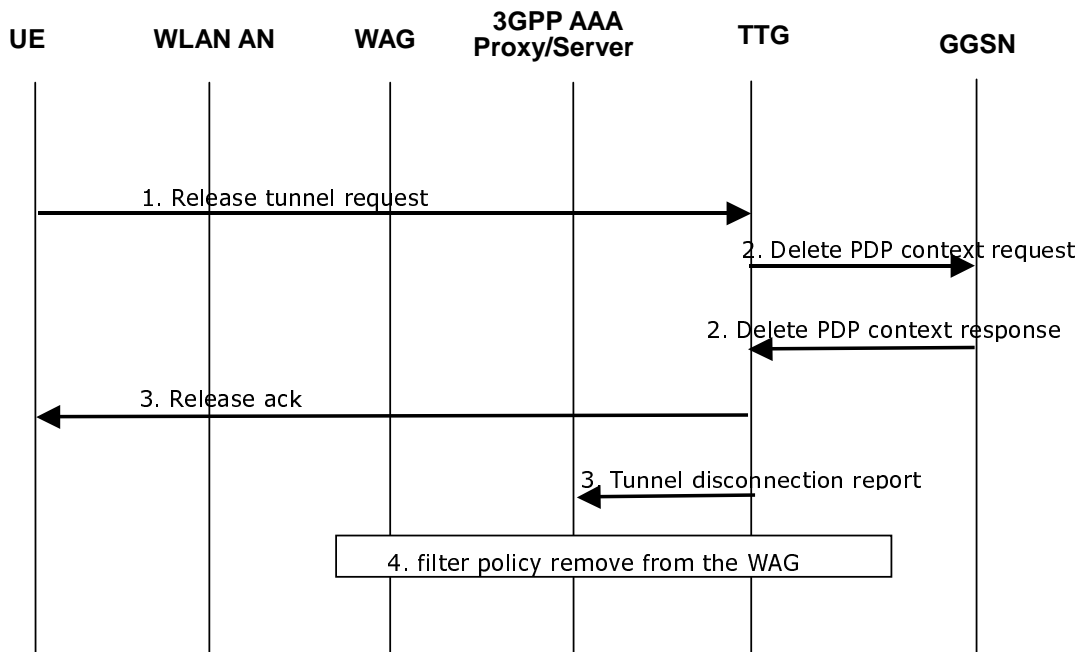 UE
WLAN AN
WAG
3GPP AAA
Proxy/Server
TTG
GGSN
1. Release tunnel request
2. Delete PDP context request
2. Delete PDP context response
3. Release ack
3. Tunnel disconnection report
4. filter policy remove from the WAG